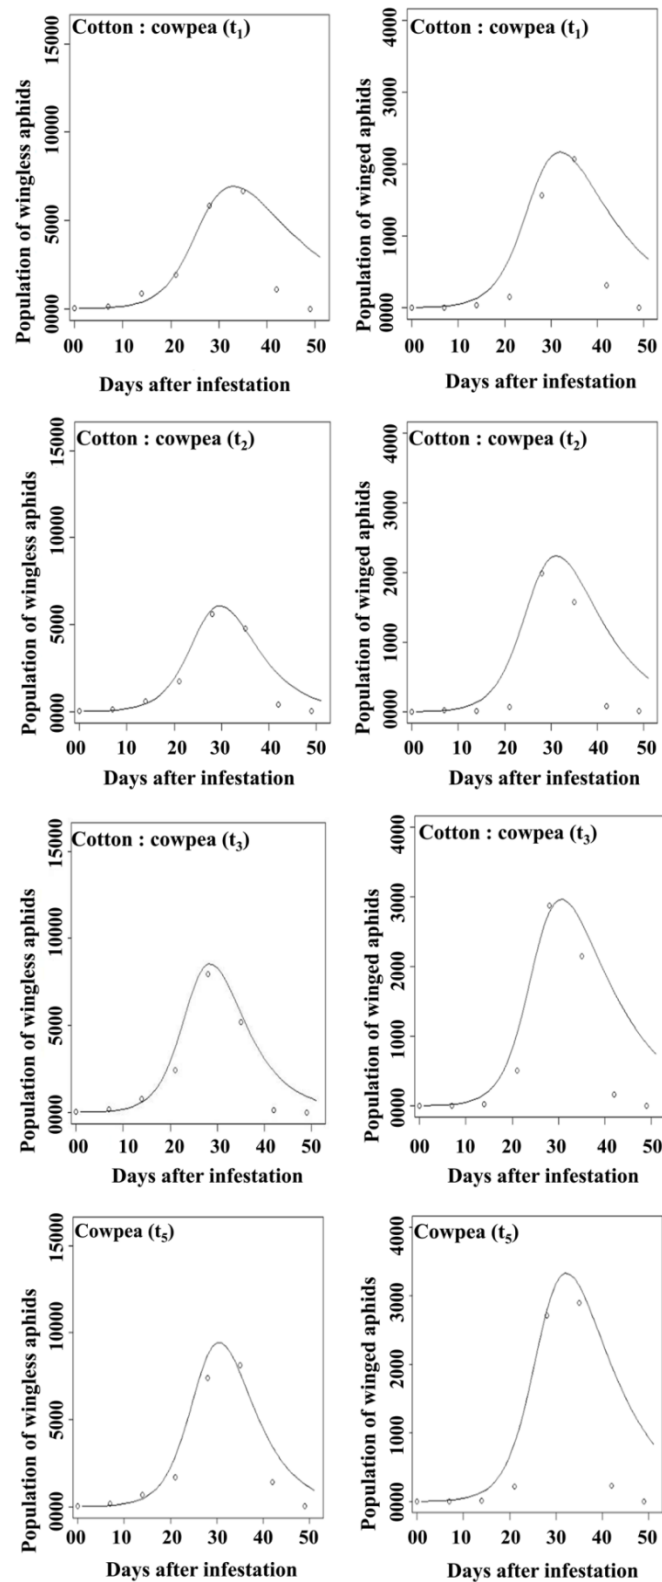 Cotton : cowpea (t₁)
Population of wingless aphids
0000 5000 10000 15000
00 10 20 30 40 50
Days after infestation
Cotton : cowpea (t₁)
Population of winged aphids
0000 1000 2000 3000 4000
00 10 20 30 40 50
Days after infestation
Cotton : cowpea (t₂)
Population of wingless aphids
0000 5000 10000 15000
00 10 20 30 40 50
Days after infestation
Cotton : cowpea (t₂)
Population of winged aphids
0000 1000 2000 3000 4000
00 10 20 30 40 50
Days after infestation
Cotton : cowpea (t₃)
Population of wingless aphids
0000 5000 10000 15000
00 10 20 30 40 50
Days after infestation
Cotton : cowpea (t₃)
Population of winged aphids
0000 1000 2000 3000 4000
00 10 20 30 40 50
Days after infestation
Cowpea (t₅)
Population of wingless aphids
0000 5000 10000 15000
00 10 20 30 40 50
Days after infestation
Cowpea (t₅)
Population of winged aphids
0000 1000 2000 3000 4000
00 10 20 30 40 50
Days after infestation